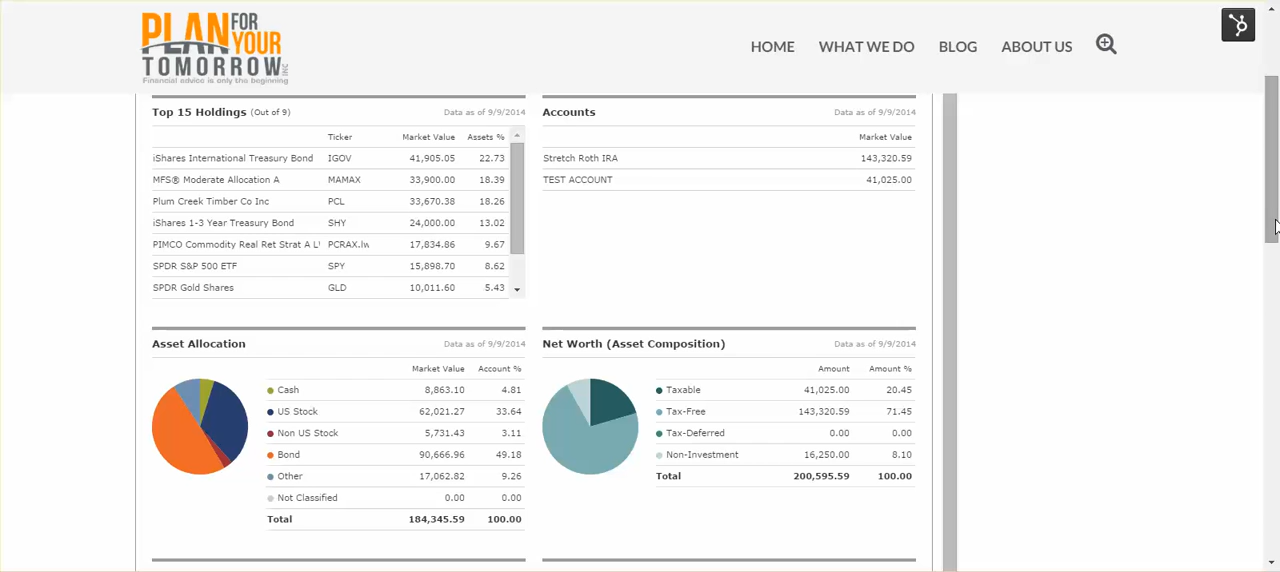 PLAN FOR YOUR
TOMORROW INC
Financial advice is only the beginning
HOME WHAT WE DO BLOG ABOUT US
Top 15 Holdings (Out of 9) Data as of 9/9/2014
Ticker Market Value Assets %
iShares International Treasury Bond IGOV 41,905.05 22.73
MFS® Moderate Allocation A MAMAX 33,900.00 18.39
Plum Creek Timber Co Inc PCL 33,670.38 18.26
iShares 1-3 Year Treasury Bond SHY 24,000.00 13.02
PIMCO Commodity Real Ret Strat A PCRAX.lw 17,834.86 9.67
SPDR S&P 500 ETF SPY 15,898.70 8.62
SPDR Gold Shares GLD 10,011.60 5.43
Accounts Data as of 9/9/2014
Market Value
Stretch Roth IRA 143,320.59
TEST ACCOUNT 41,025.00
Asset Allocation Data as of 9/9/2014
Market Value Account %
Cash 8,863.10 4.81
US Stock 62,021.27 33.64
Non US Stock 5,731.43 3.11
Bond 90,666.96 49.18
Other 17,062.82 9.26
Not Classified 0.00 0.00
Total 184,345.59 100.00
Net Worth (Asset Composition) Data as of 9/9/2014
Amount Amount %
Taxable 41,025.00 20.45
Tax-Free 143,320.59 71.45
Tax-Deferred 0.00 0.00
Non-Investment 16,250.00 8.10
Total 200,595.59 100.00